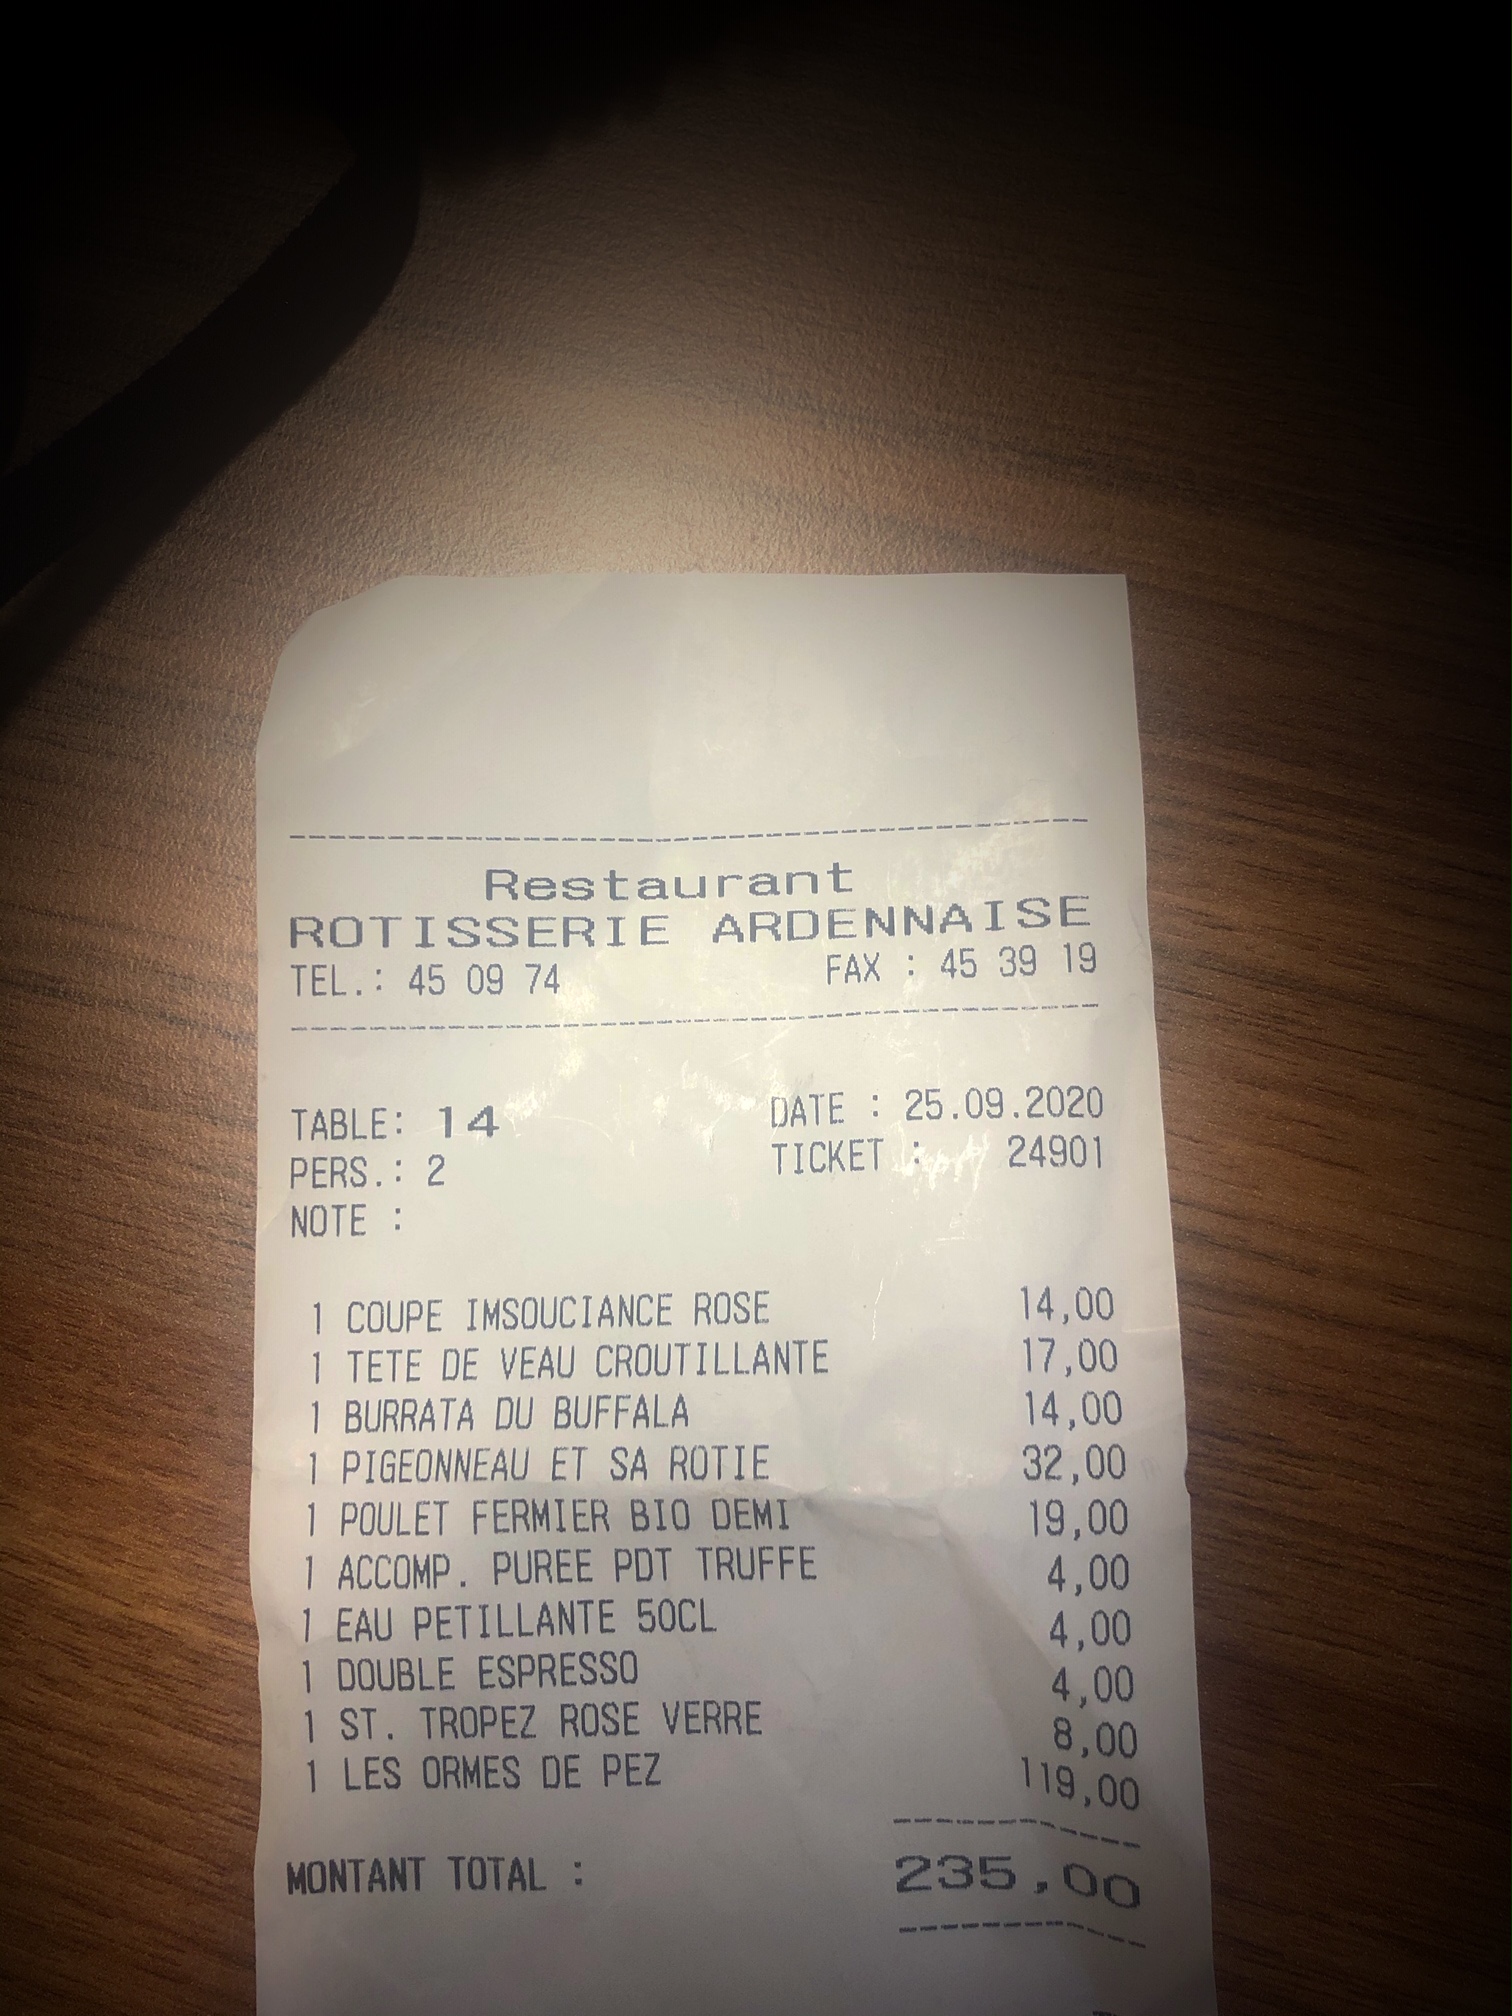 Restaurant
ROTISSERIE ARDENNAISE
TEL.: 45 09 74 FAX : 45 39 19
TABLE: 14 DATE : 25.09.2020
PERS.: 2 TICKET : 24901
NOTE :
1 COUPE IMSOUCIANCE ROSE 14,00
1 TETE DE VEAU CROUTILLANTE 17,00
1 BURRATA DU BUFFALA 14,00
1 PIGEONNEAU ET SA ROTIE 32,00
1 POULET FERMIER BIO DEMI 19,00
1 ACCOMP. PUREE PDT TRUFFE 4,00
1 EAU PETILLANTE 50CL 4,00
1 DOUBLE ESPRESSO 4,00
1 ST. TROPEZ ROSE VERRE 8,00
1 LES ORMES DE PEZ 119,00
MONTANT TOTAL : 235,00